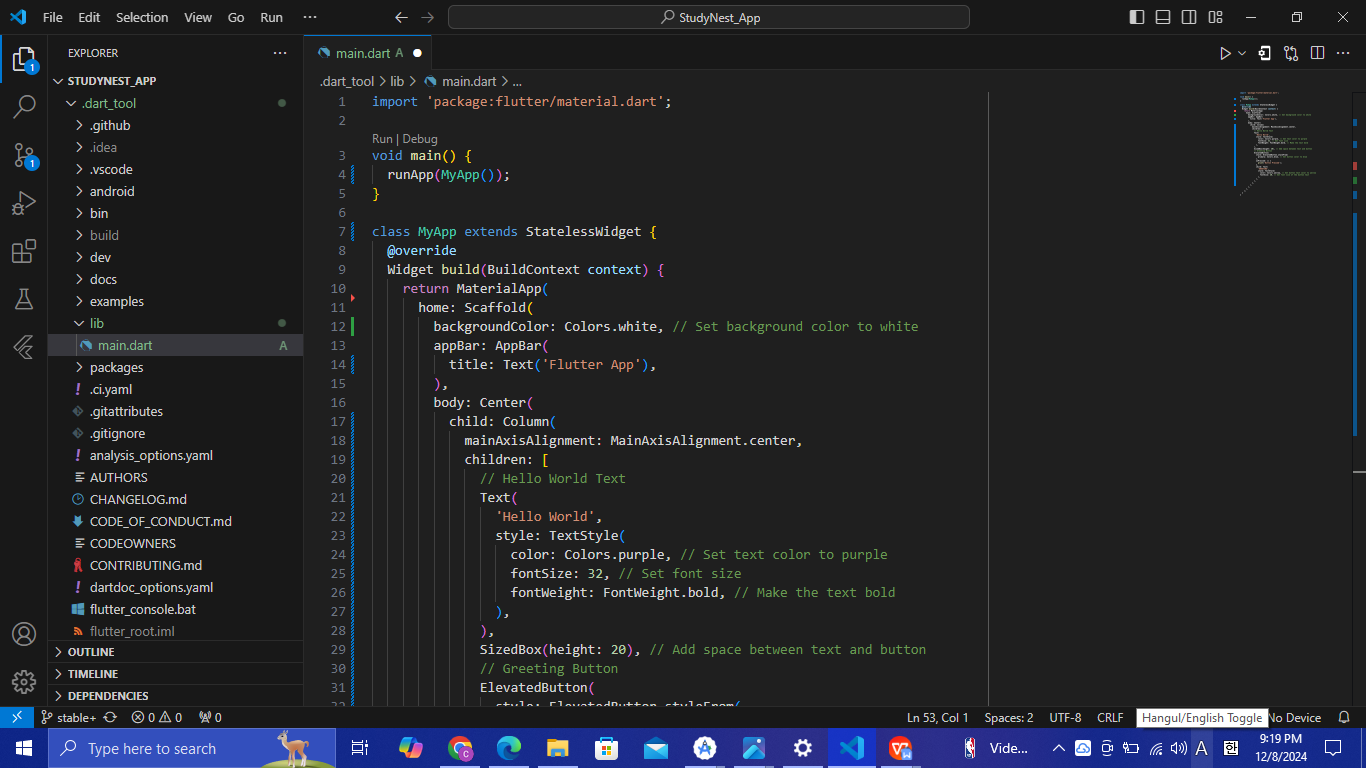 File Edit Selection View Go Run ··· StudyNest_App
EXPLORER ···
STUDYNEST_APP
.dart_tool
.github
.idea
.vscode
android
bin
build
dev
docs
examples
lib
main.dart A
packages
.ci.yaml
.gitattributes
.gitignore
analysis_options.yaml
AUTHORS
CHANGELOG.md
CODE_OF_CONDUCT.md
CODEOWNERS
CONTRIBUTING.md
dartdoc_options.yaml
flutter_console.bat
flutter_root.iml
OUTLINE
TIMELINE
DEPENDENCIES
1
1
main.dart A
.dart_tool > lib > main.dart > ...
1 import 'package:flutter/material.dart';
2
Run | Debug
3 void main() {
4 runApp(MyApp());
5 }
6
7 class MyApp extends StatelessWidget {
8 @override
9 Widget build(BuildContext context) {
10 return MaterialApp(
11 home: Scaffold(
12 backgroundColor: Colors.white, // Set background color to white
13 appBar: AppBar(
14 title: Text('Flutter App'),
15 ),
16 body: Center(
17 child: Column(
18 mainAxisAlignment: MainAxisAlignment.center,
19 children: [
20 // Hello World Text
21 Text(
22 'Hello World',
23 style: TextStyle(
24 color: Colors.purple, // Set text color to purple
25 fontSize: 32, // Set font size
26 fontWeight: FontWeight.bold, // Make the text bold
27 ),
28 ),
29 SizedBox(height: 20), // Add space between text and button
30 // Greeting Button
31 ElevatedButton(
32 style: ElevatedButton.styleFrom(
stable+ 0 0 0 Ln 53, Col 1 Spaces: 2 UTF-8 CRLF Hangul/English Toggle No Device
Type here to search Vide... A 한 9:19 PM
12/8/2024